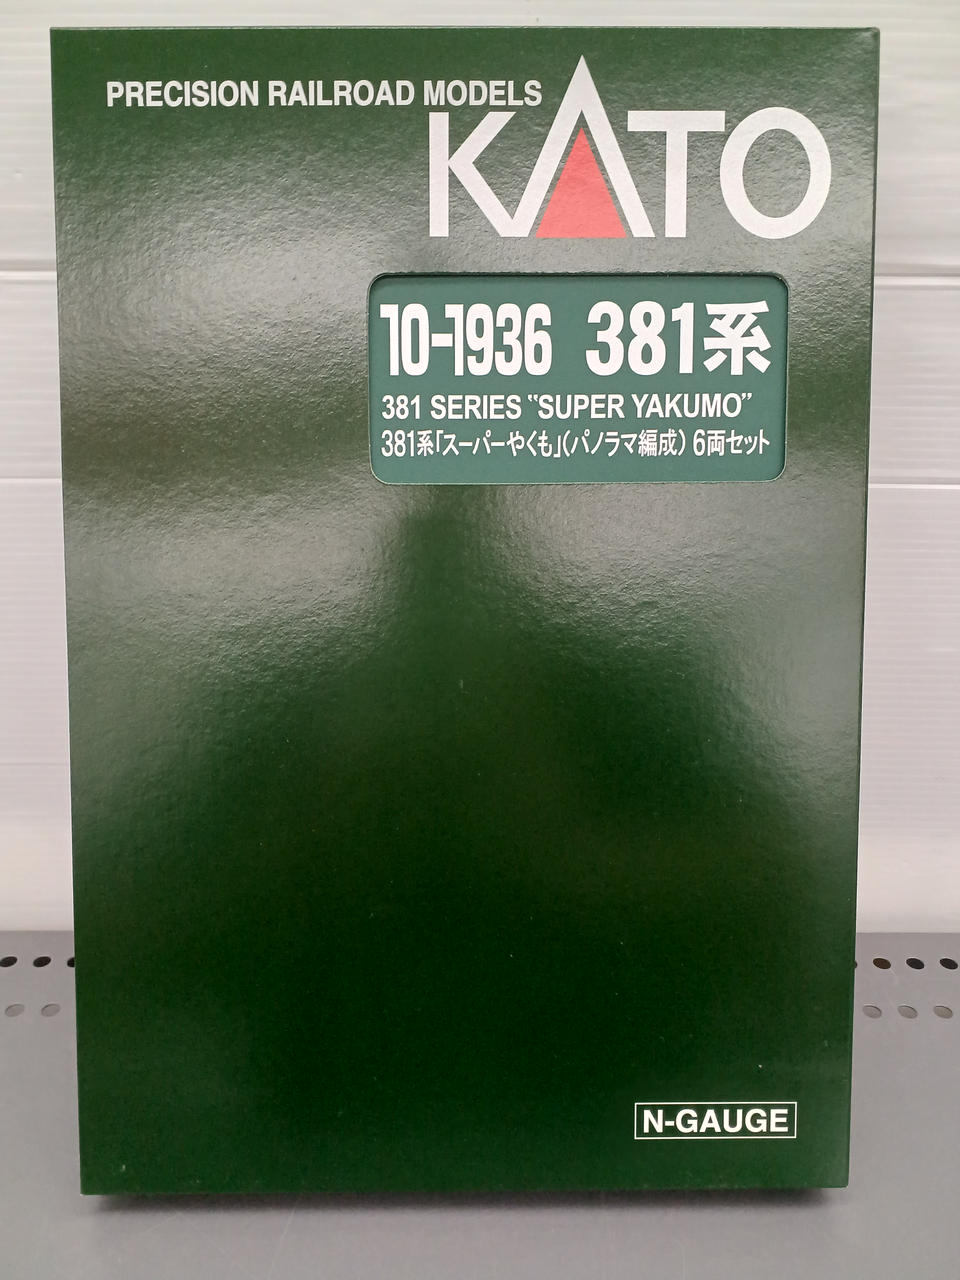 PRECISION RAILROAD MODELS
KATO
10-1936 381系
381 SERIES "SUPER YAKUMO"
381系「スーパーやくも」(パノラマ編成) 6両セット
N-GAUGE